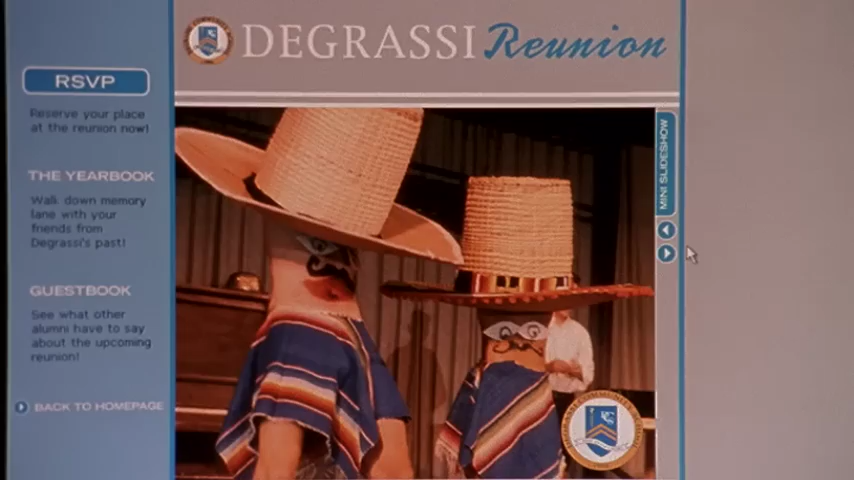 DEGRASSI Reunion
RSVP
Reserve your place
at the reunion now!
THE YEARBOOK
Walk down memory
lane with your
friends from
Degrassi's past!
GUESTBOOK
See what other
alumni have to say
about the upcoming
reunion!
BACK TO HOMEPAGE
MINI SLIDESHOW